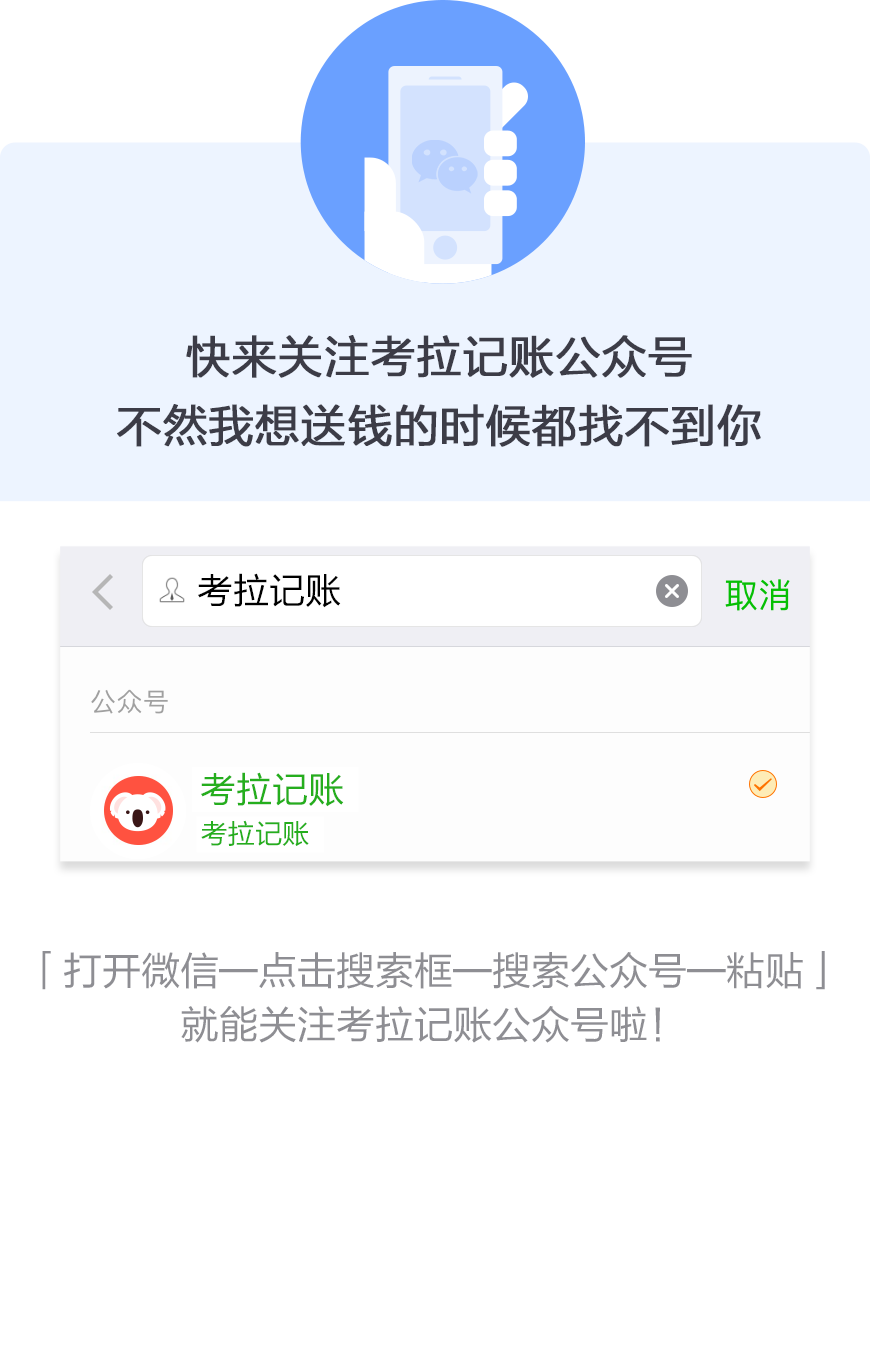 快来关注考拉记账公众号
不然我想送钱的时候都找不到你
考拉记账
取消
公众号
考拉记账
考拉记账
「打开微信—点击搜索框—搜索公众号—粘贴」
就能关注考拉记账公众号啦！